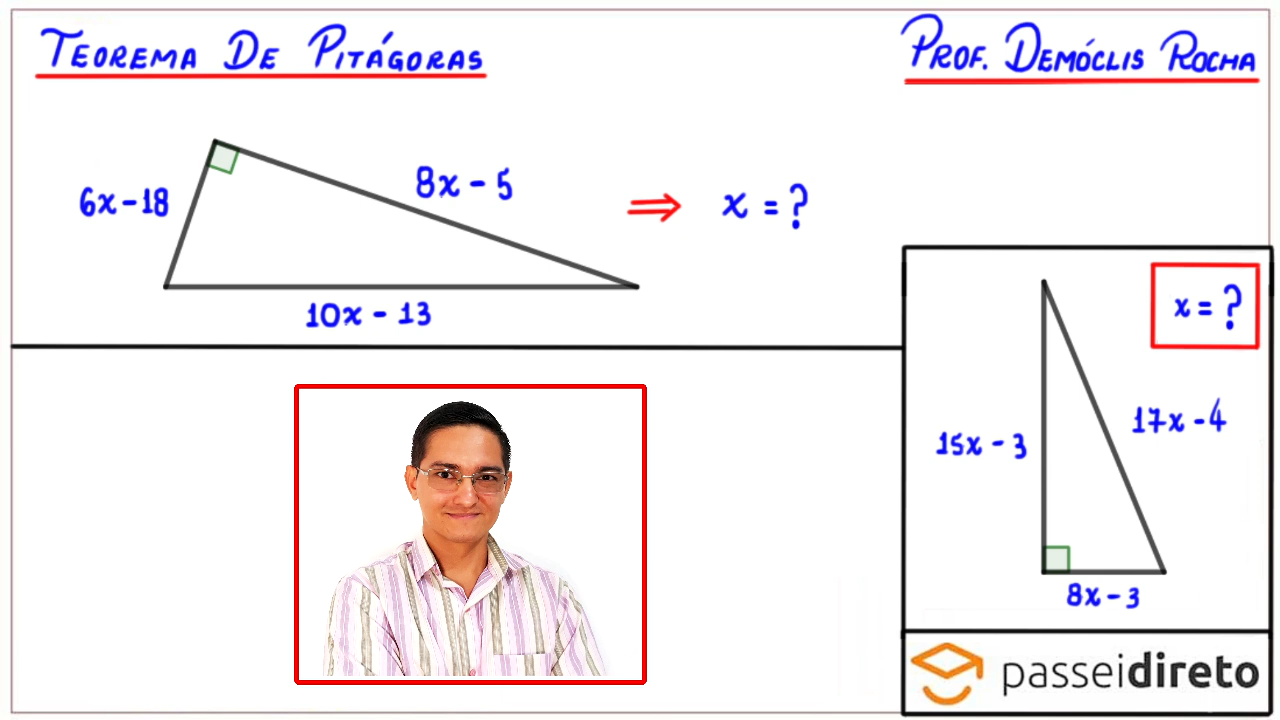 TEOREMA DE PITÁGORAS
PROF. DEMÓCLIS ROCHA
6x-18
8x - 5
⇒ x = ?
10x - 13
x = ?
15x - 3
17x - 4
8x - 3
passeidireto